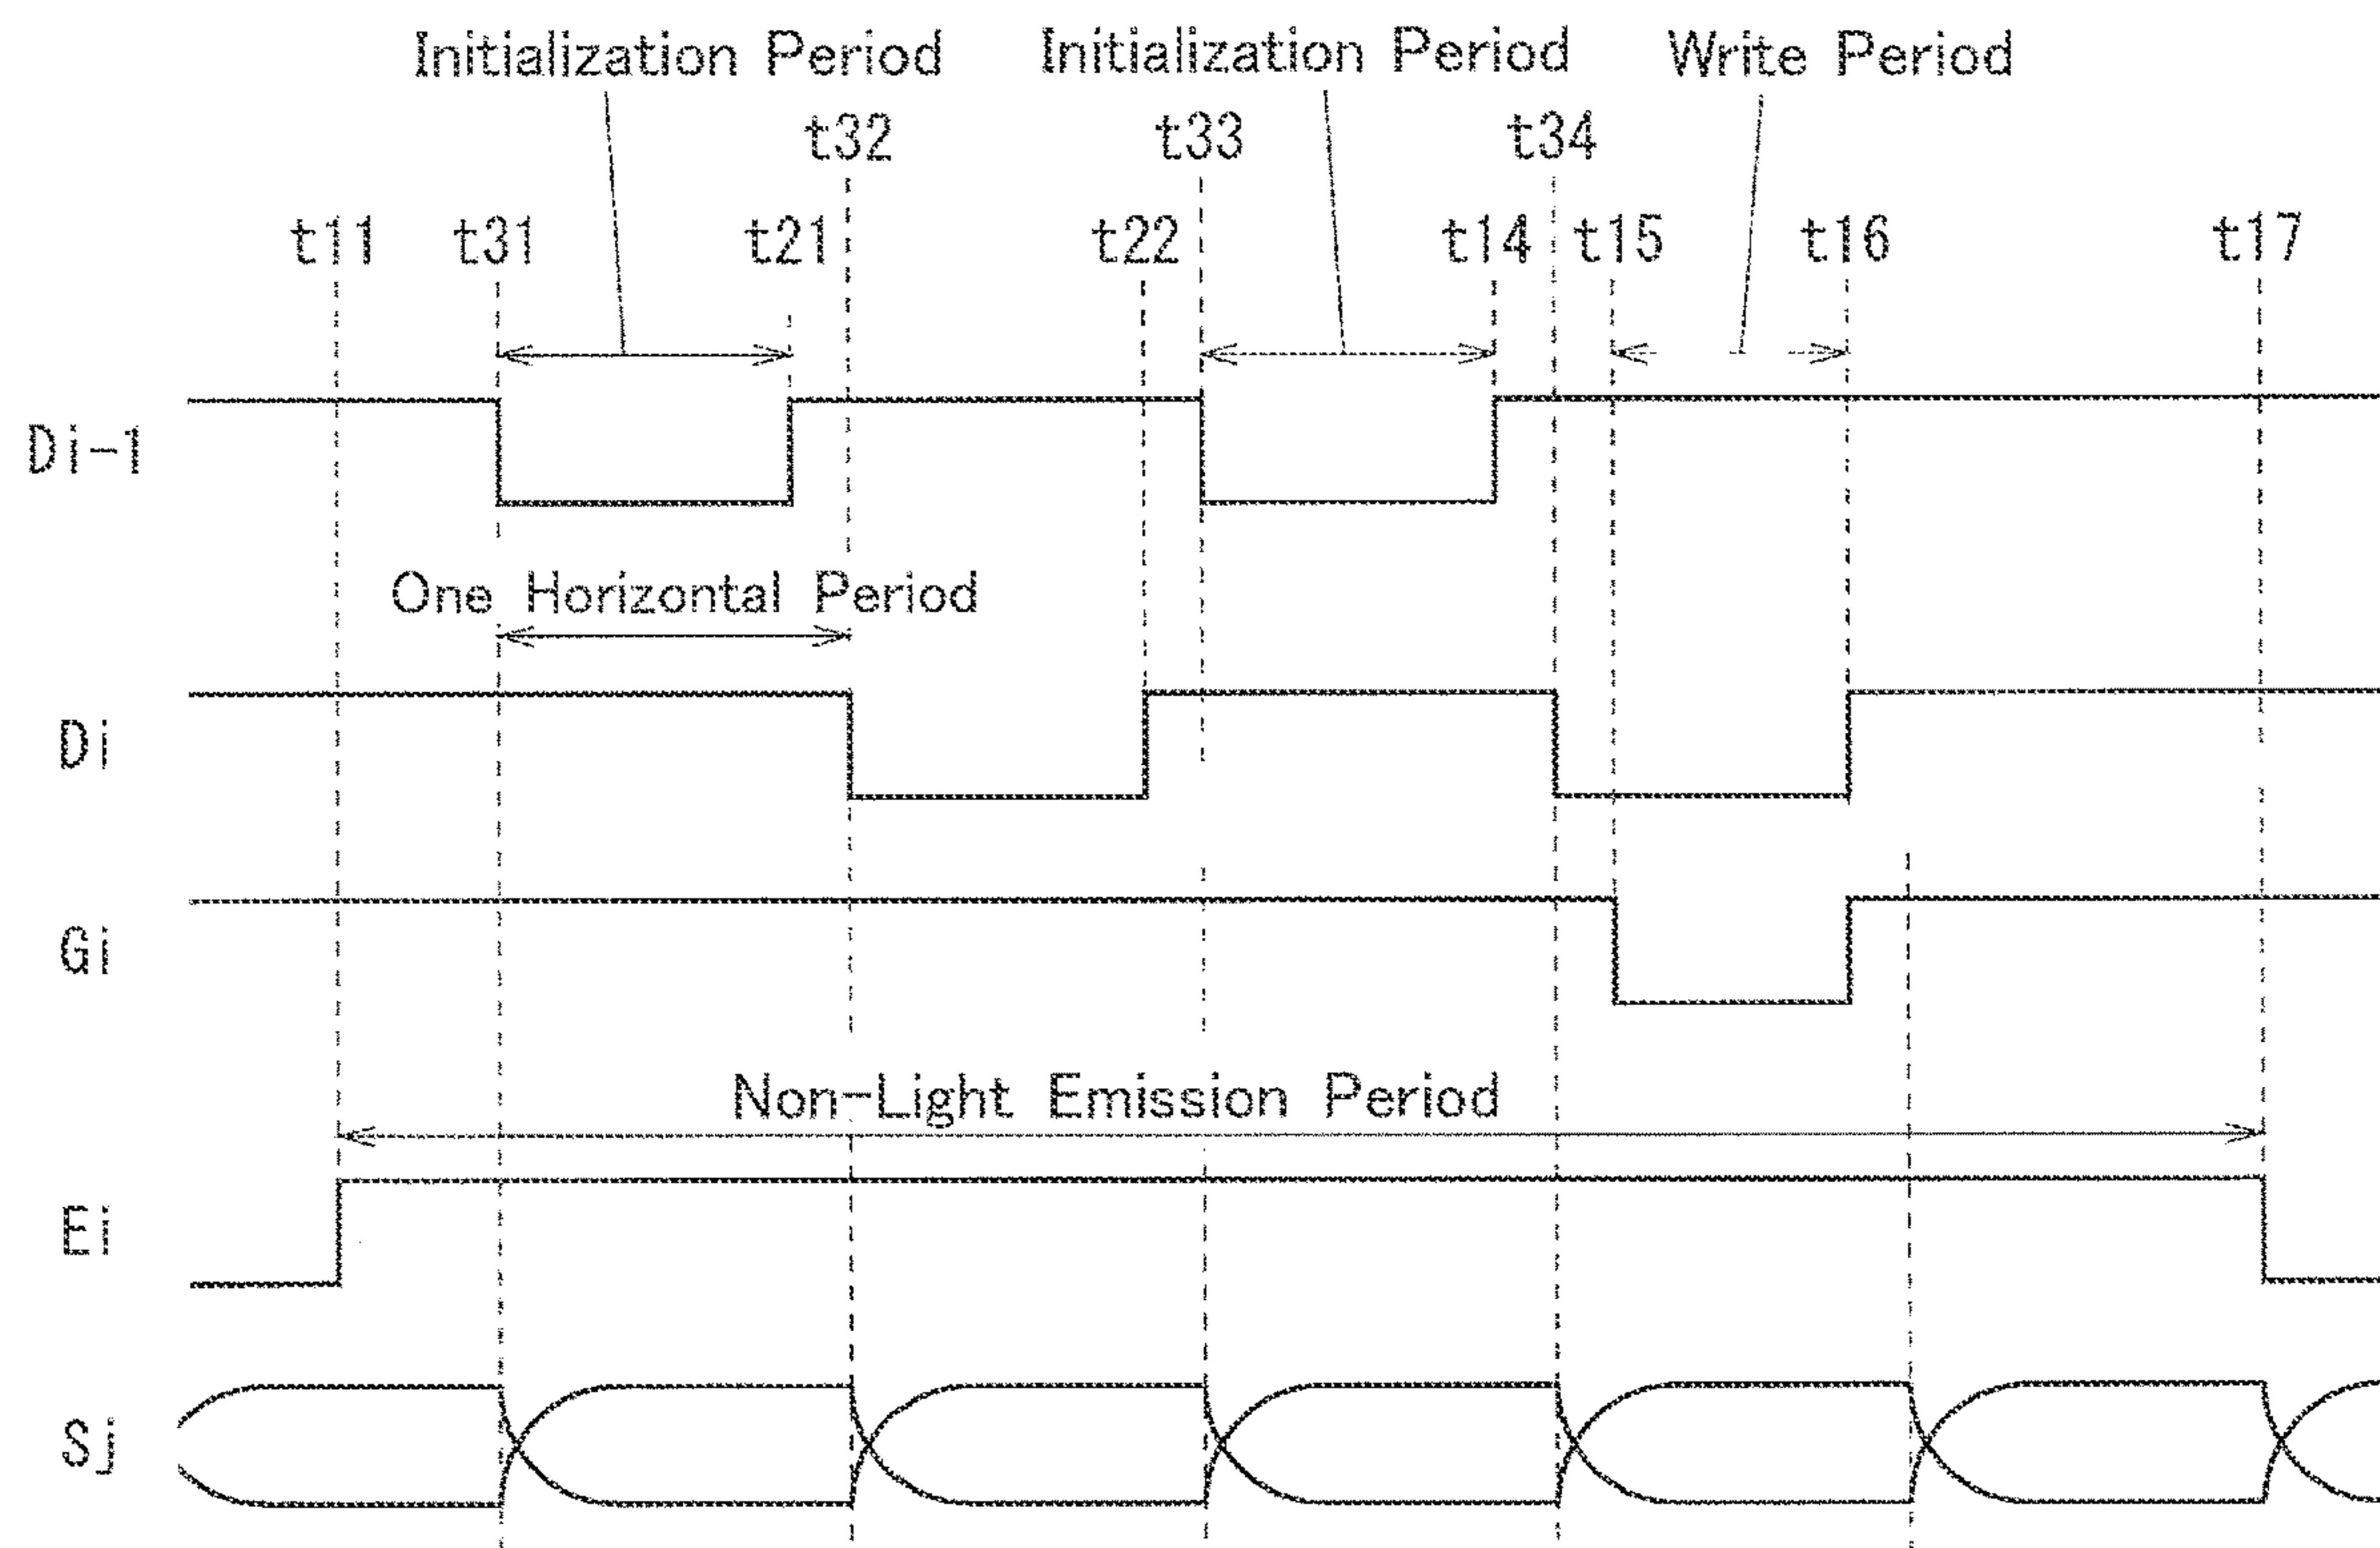 Initialization Period Initialization Period Write Period
t32 t33 t34
t11 t31 t21 t22 t14 t15 t16 t17
Di-1
One Horizontal Period
Di
Gi
Non-Light Emission Period
Ei
Sj